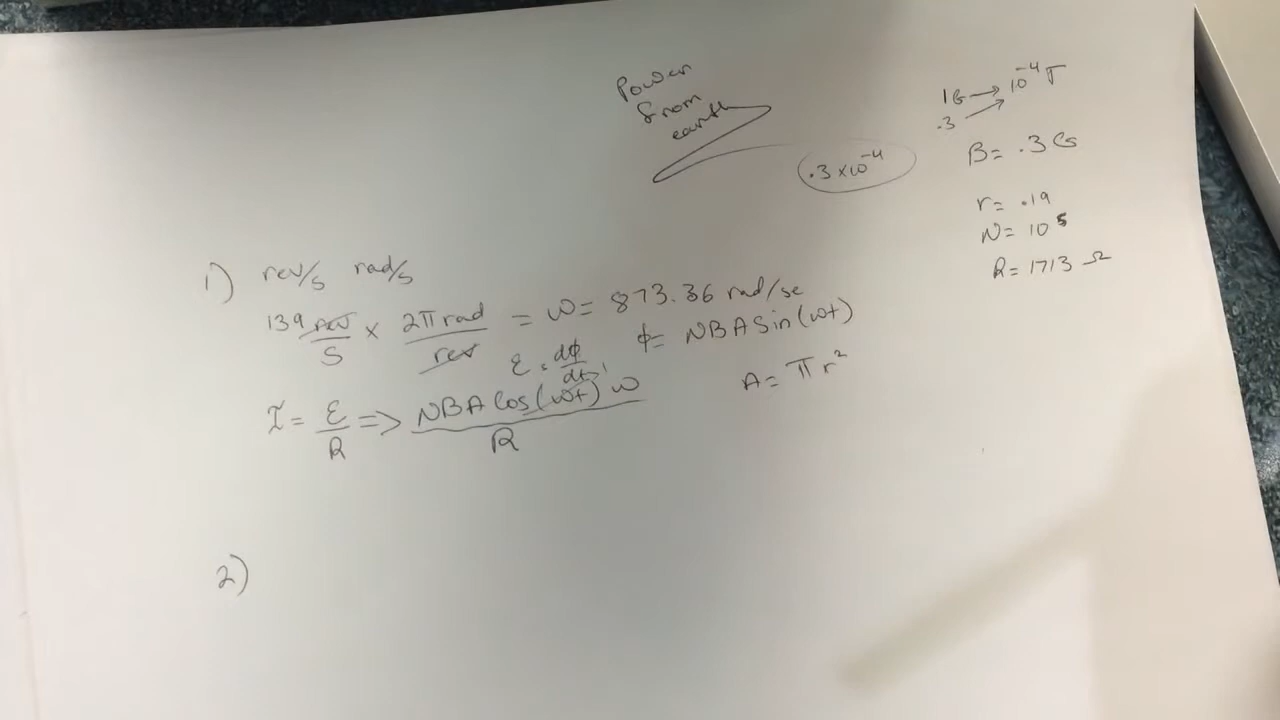 Power
from
earth
.3 x 10⁻⁴
1G → 10⁻⁴ T
.3
B = .3 G
r = .19
N = 10⁵
R = 1713 Ω
1) rev/s rad/s
139 rev/s x 2π rad/rev = ω = 873.36 rad/se
ε = dφ/dt φ = NBA Sin(ωt)
I = ε/R => NBA Cos(ωt) ω/R A = πr²
2)